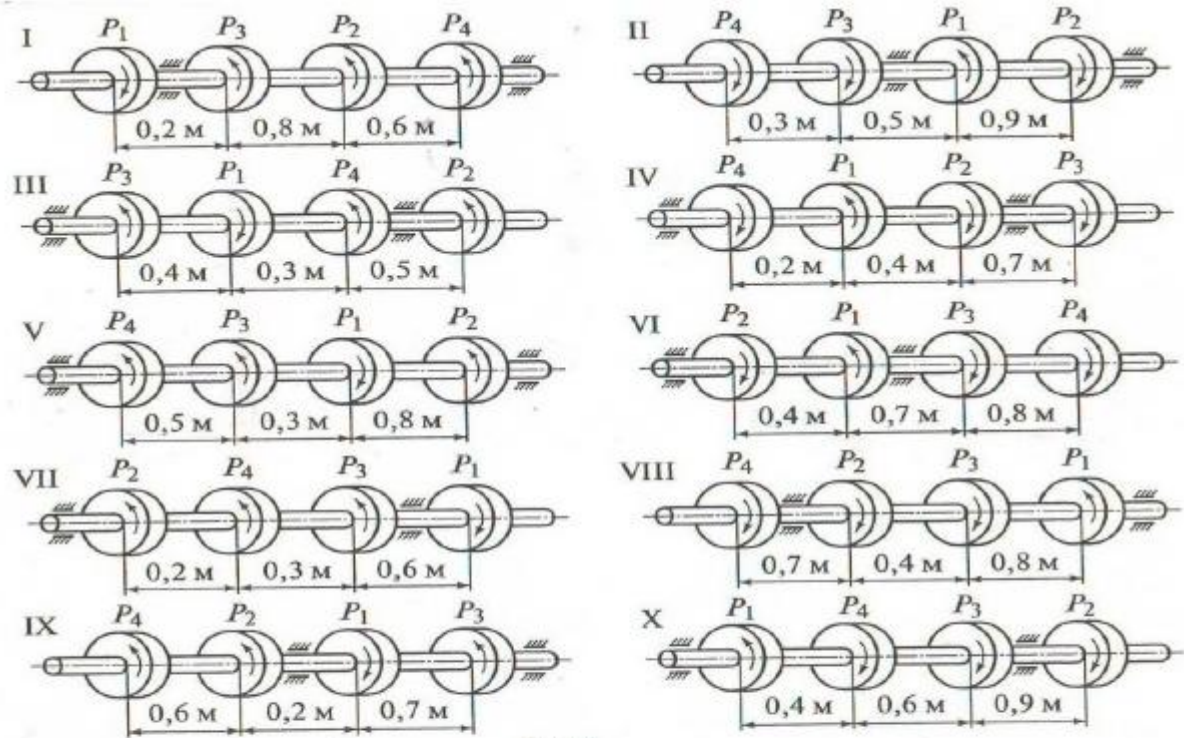 I P1 P3 P2 P4
0,2 м 0,8 м 0,6 м
II P4 P3 P1 P2
0,3 м 0,5 м 0,9 м
III P3 P1 P4 P2
0,4 м 0,3 м 0,5 м
IV P4 P1 P2 P3
0,2 м 0,4 м 0,7 м
V P4 P3 P1 P2
0,5 м 0,3 м 0,8 м
VI P2 P1 P3 P4
0,4 м 0,7 м 0,8 м
VII P2 P4 P3 P1
0,2 м 0,3 м 0,6 м
VIII P4 P2 P3 P1
0,7 м 0,4 м 0,8 м
IX P4 P2 P1 P3
0,6 м 0,2 м 0,7 м
X P1 P4 P3 P2
0,4 м 0,6 м 0,9 м